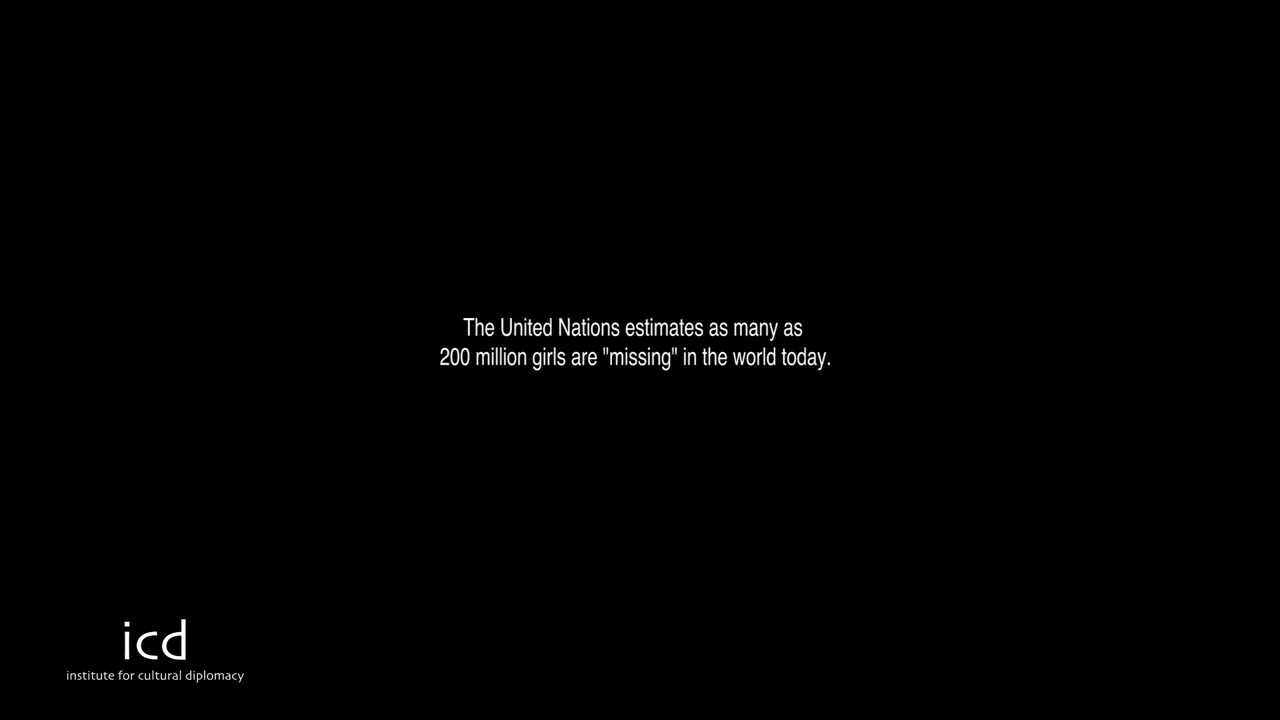 The United Nations estimates as many as
200 million girls are "missing" in the world today.
icd
institute for cultural diplomacy